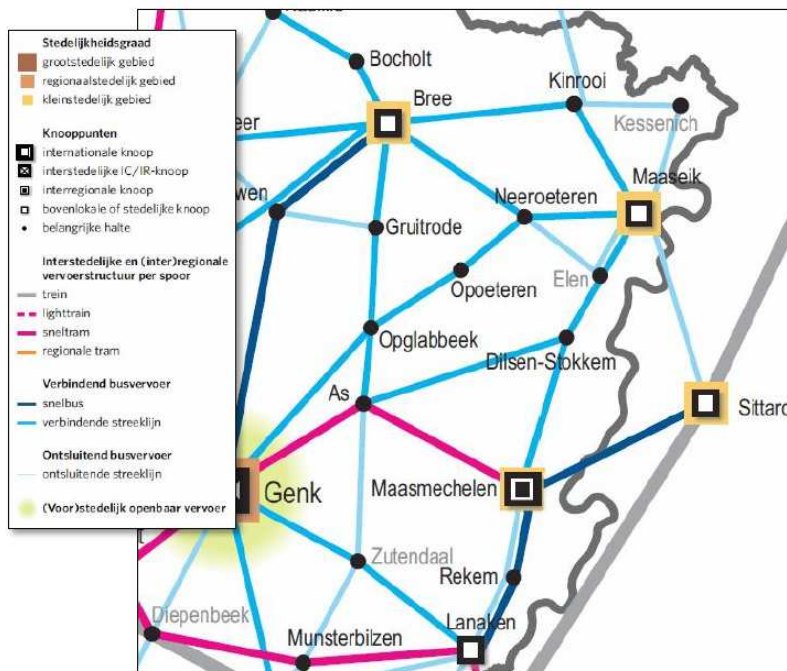 Stedelijkheidsgraad
grootstedelijk gebied
regionaalstedelijk gebied
kleinstedelijk gebied
Knooppunten
internationale knoop
interstedelijke IC/IR-knoop
interregionale knoop
bovenlokale of stedelijke knoop
belangrijke halte
Interstedelijke en (inter)regionale
vervoerstructuur per spoor
trein
lighttrain
sneltram
regionale tram
Verbindend busvervoer
snelbus
verbindende streeklijn
Ontsluitend busvervoer
ontsluitende streeklijn
(Voor)stedelijk openbaar vervoer
Bocholt
Bree
Kinrooi
Kessenich
eer
Maaseik
wen
Neeroeteren
Gruitrode
Elen
Opoeteren
Opglabbeek
Dilsen-Stokkem
As
Sittard
Genk
Maasmechelen
Zutendaal
Rekem
Diepenbeek
Lanaken
Munsterbilzen